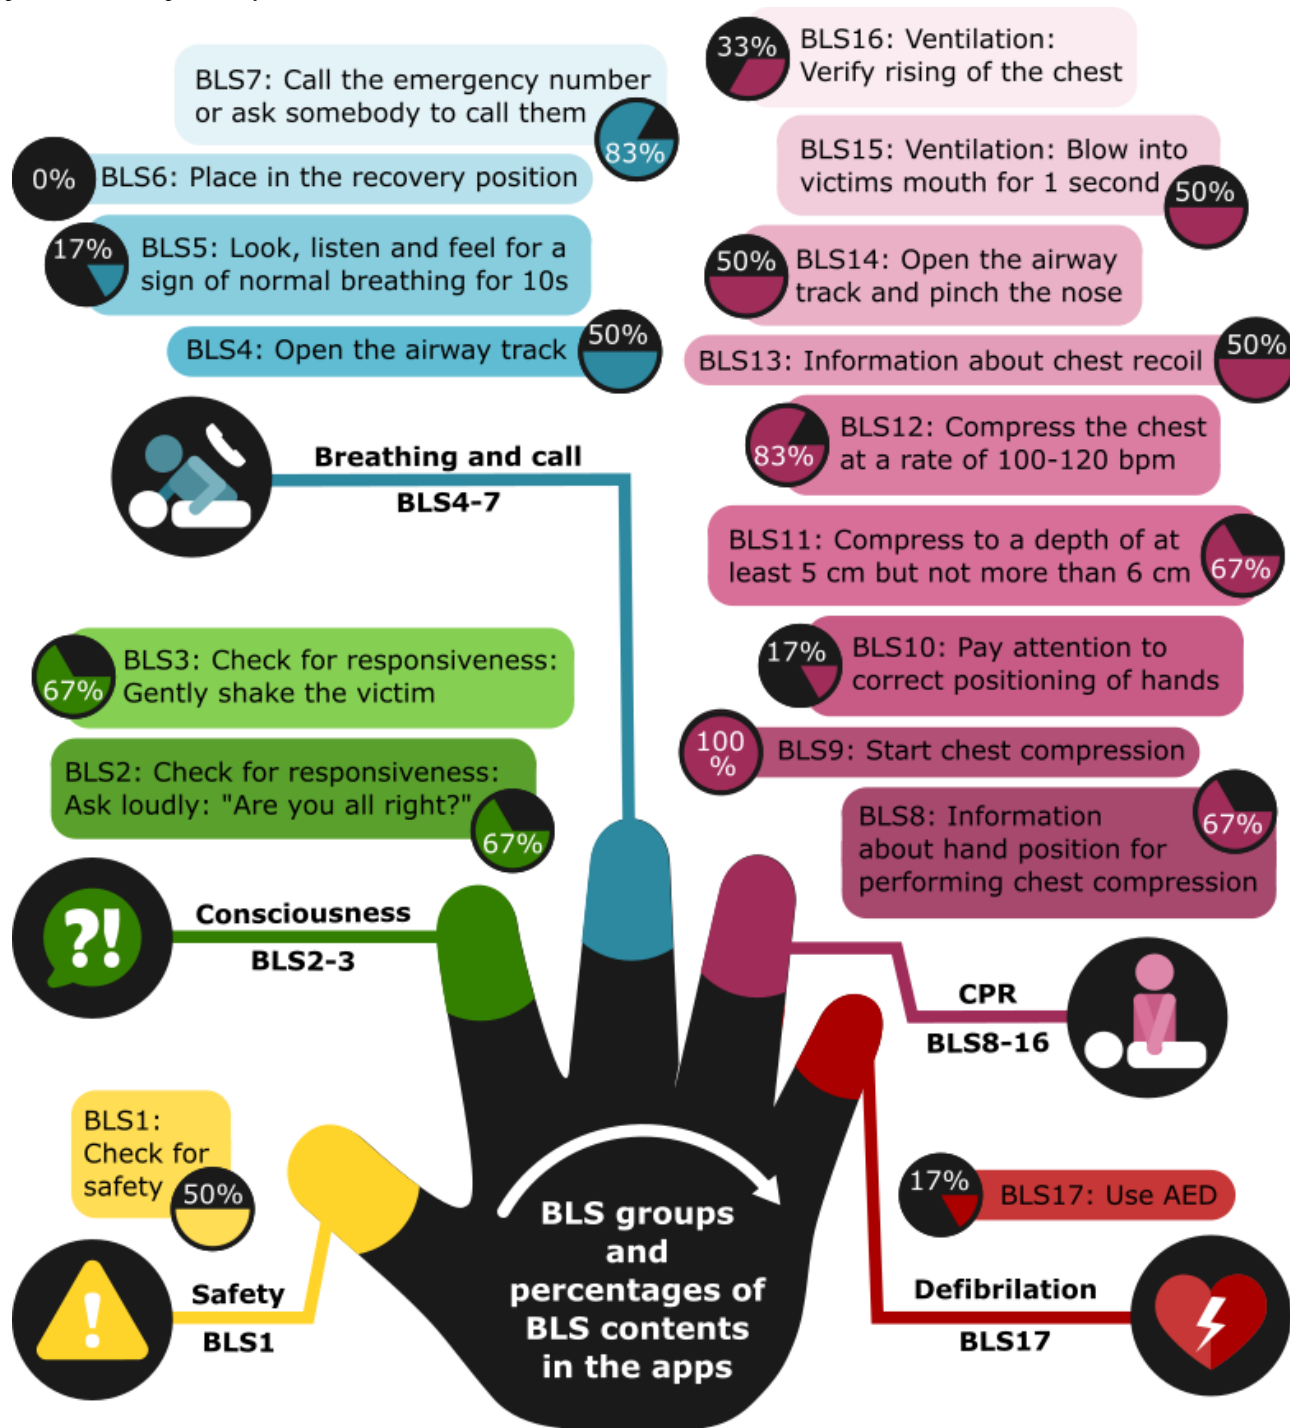 BLS7: Call the emergency number
or ask somebody to call them
83%
0%
BLS6: Place in the recovery position
17%
BLS5: Look, listen and feel for a
sign of normal breathing for 10s
BLS4: Open the airway track
50%
Breathing and call
BLS4-7
BLS3: Check for responsiveness:
Gently shake the victim
67%
BLS2: Check for responsiveness:
Ask loudly: "Are you all right?"
67%
?!
Consciousness
BLS2-3
BLS1:
Check for
safety
50%
!
Safety
BLS1
33%
BLS16: Ventilation:
Verify rising of the chest
BLS15: Ventilation: Blow into
victims mouth for 1 second
50%
50%
BLS14: Open the airway
track and pinch the nose
BLS13: Information about chest recoil
50%
BLS12: Compress the chest
at a rate of 100-120 bpm
83%
BLS11: Compress to a depth of at
least 5 cm but not more than 6 cm
67%
17%
BLS10: Pay attention to
correct positioning of hands
100
%
BLS9: Start chest compression
BLS8: Information
about hand position for
performing chest compression
67%
CPR
BLS8-16
17%
BLS17: Use AED
Defibrilation
BLS17
BLS groups
and
percentages of
BLS contents
in the apps